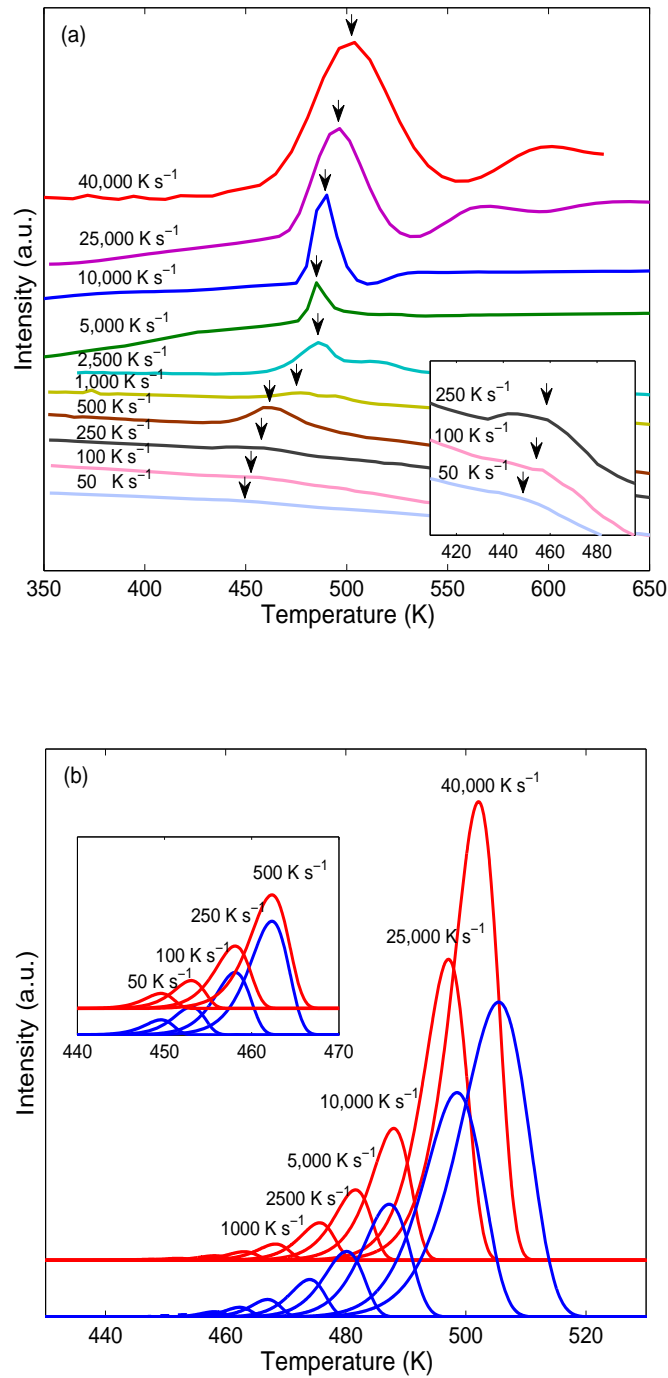 (a)
40,000 K s⁻¹
25,000 K s⁻¹
10,000 K s⁻¹
5,000 K s⁻¹
2,500 K s⁻¹
1,000 K s⁻¹
500 K s⁻¹
250 K s⁻¹
100 K s⁻¹
50 K s⁻¹
250 K s⁻¹
100 K s⁻¹
50 K s⁻¹
420 440 460 480
350 400 450 500 550 600 650
Temperature (K)
Intensity (a.u.)
(b)
40,000 K s⁻¹
25,000 K s⁻¹
10,000 K s⁻¹
5,000 K s⁻¹
2500 K s⁻¹
1000 K s⁻¹
500 K s⁻¹
250 K s⁻¹
100 K s⁻¹
50 K s⁻¹
440 450 460 470
440 460 480 500 520
Temperature (K)
Intensity (a.u.)